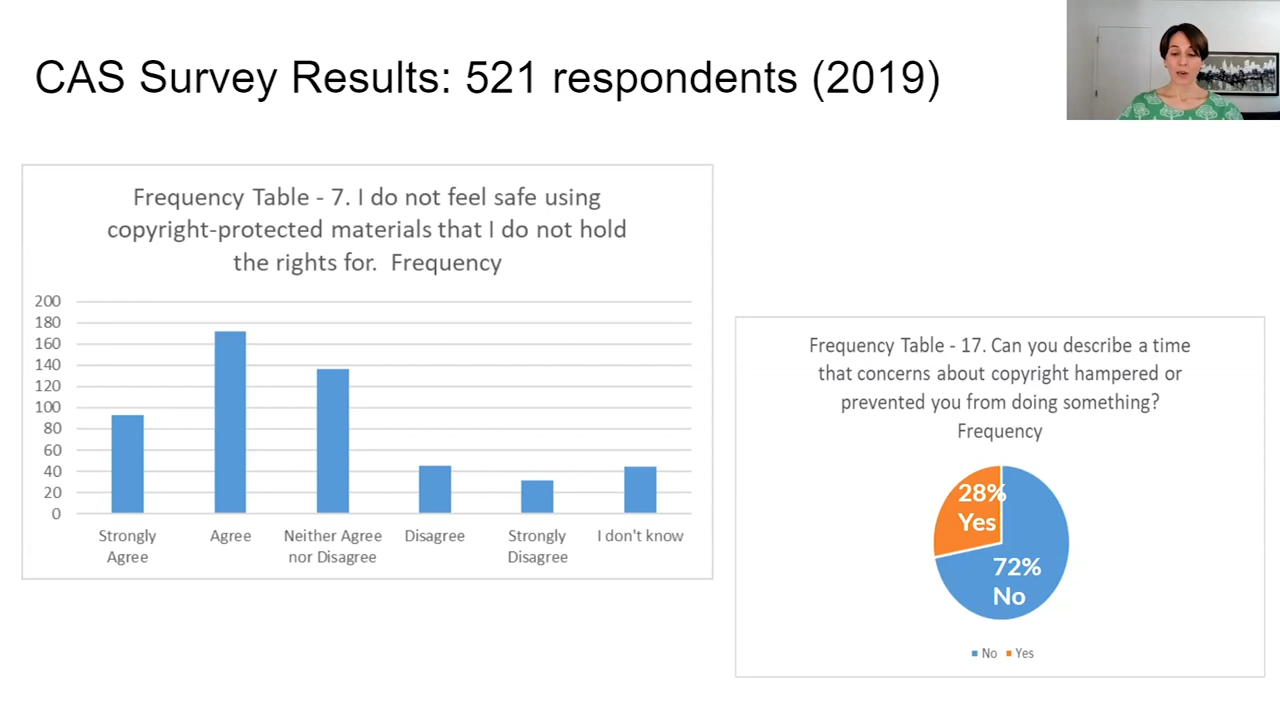 CAS Survey Results: 521 respondents (2019)
Frequency Table - 7. I do not feel safe using
copyright-protected materials that I do not hold
the rights for.  Frequency
200
180
160
140
120
100
80
60
40
20
0
Strongly Agree
Agree
Neither Agree nor Disagree
Disagree
Strongly Disagree
I don't know
Frequency Table - 17. Can you describe a time
that concerns about copyright hampered or
prevented you from doing something?
Frequency
28%
Yes
72%
No
No Yes